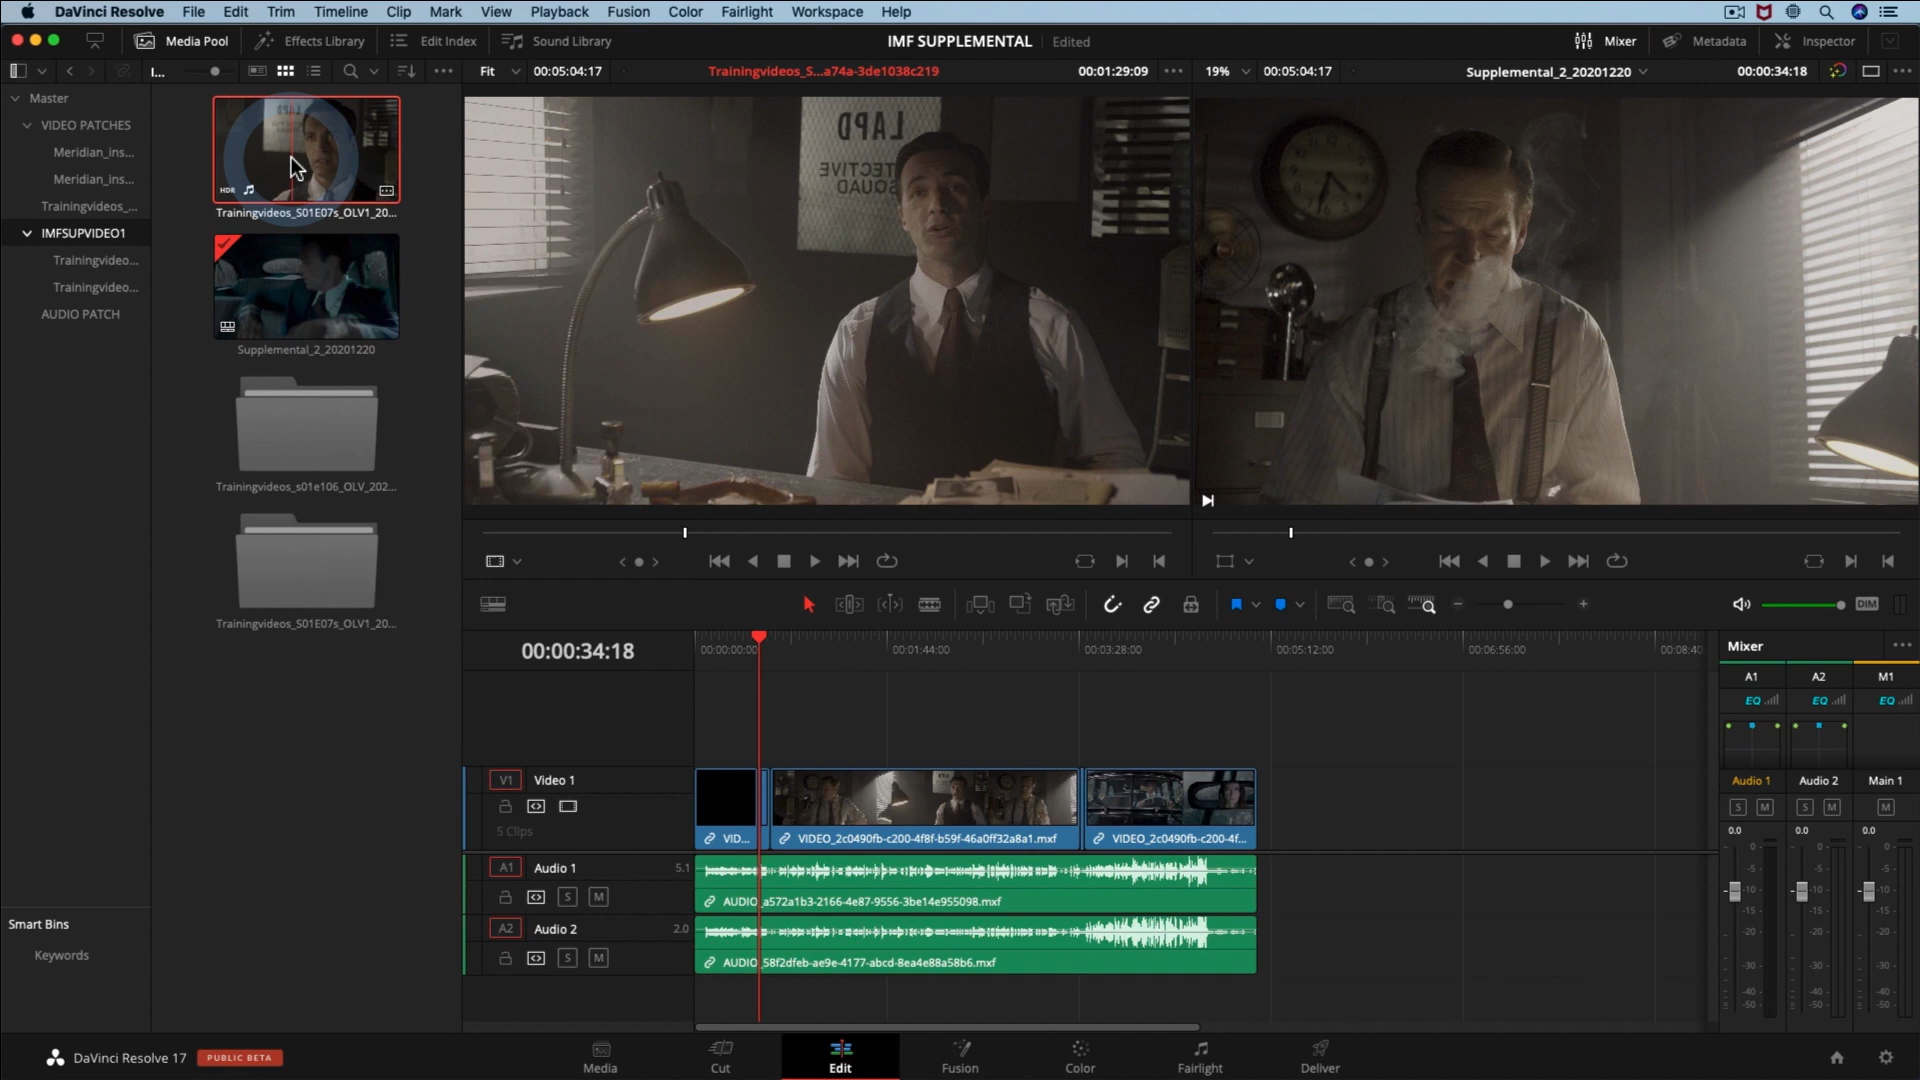 DaVinci Resolve File Edit Trim Timeline Clip Mark View Playback Fusion Color Fairlight Workspace Help
Media Pool Effects Library Edit Index Sound Library IMF SUPPLEMENTAL Edited Mixer Metadata Inspector
I... Fit 00:05:04:17 Trainingvideos_S...a74a-3de1038c219 00:01:29:09 19% 00:05:04:17 Supplemental_2_20201220 00:00:34:18
Master
VIDEO PATCHES
Meridian_ins...
Meridian_ins...
Trainingvideos_...
IMFSUPVIDEO1
Trainingvideo...
Trainingvideo...
AUDIO PATCH
Smart Bins
Keywords
HDR
Trainingvideos_S01E07s_OLV1_20...
Supplemental_2_20201220
Trainingvideos_s01e106_OLV_202...
Trainingvideos_S01E07s_OLV1_20...
LAPD
DETECTIVE
SQUAD
DIM
00:00:34:18
00:00:00:00 00:01:44:00 00:03:28:00 00:05:12:00 00:06:56:00 00:08:40
V1 Video 1
5 Clips
VID... VIDEO_2c0490fb-c200-4f8f-b59f-46a0ff32a8a1.mxf VIDEO_2c0490fb-c200-4f...
A1 Audio 1 5.1
S M
AUDIO_a572a1b3-2166-4e87-9556-3be14e955098.mxf
A2 Audio 2 2.0
S M
AUDIO_58f2dfeb-ae9e-4177-abcd-8ea4e88a58b6.mxf
Mixer
A1 A2 M1
EQ EQ EQ
Audio 1 Audio 2 Main 1
S M S M M
0.0 0.0 0.0
0 0 0
-5 -5 -5
-10 -10 -10
-15 -15 -15
-20 -20 -20
-30 -30 -30
-40 -40 -40
-50 -50 -50
DaVinci Resolve 17 PUBLIC BETA
Media Cut Edit Fusion Color Fairlight Deliver